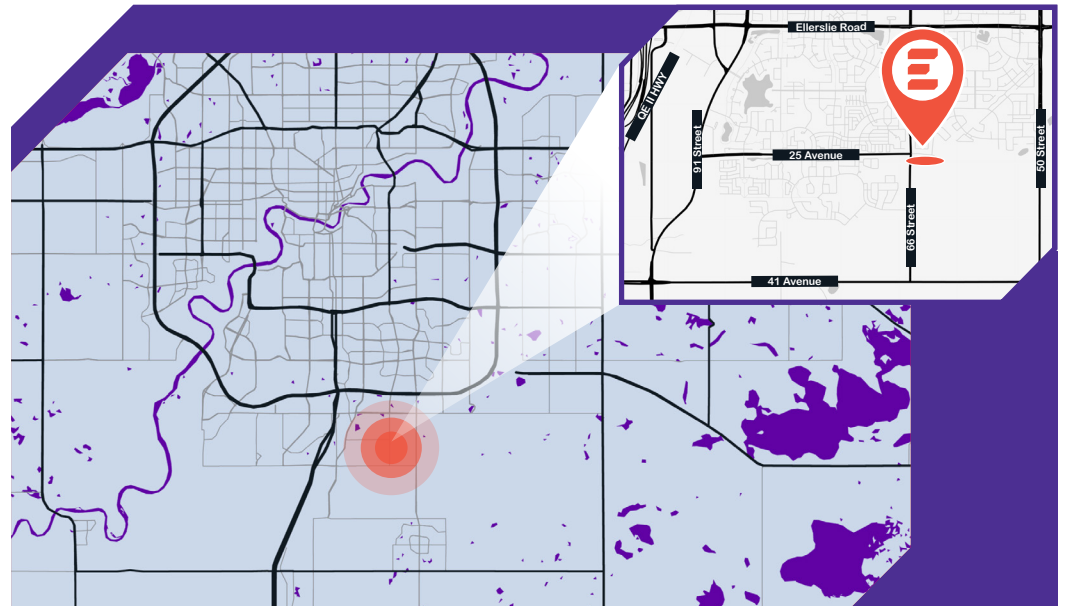 Ellerslie Road
QE II HWY
91 Street
25 Avenue
50 Street
66 Street
41 Avenue